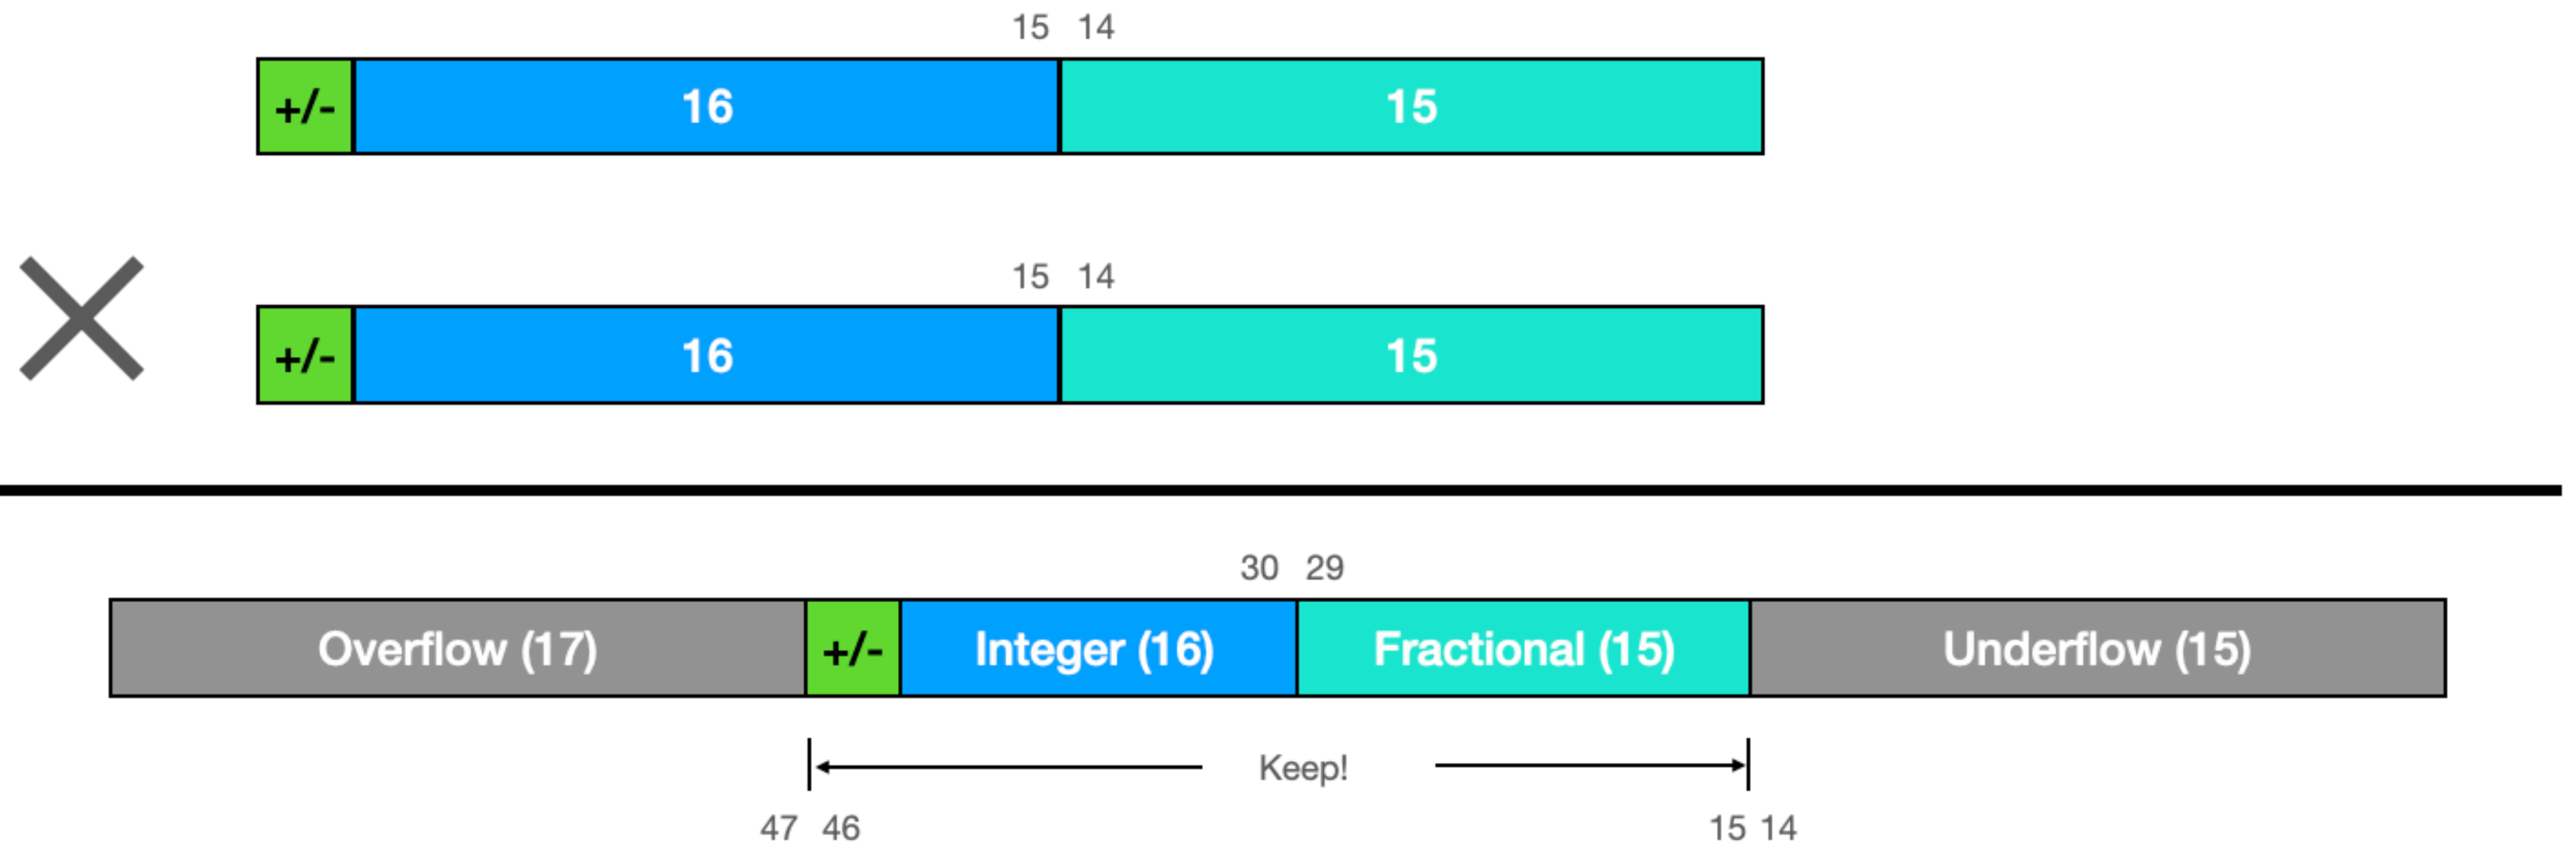 15 14
+/- 16 15
15 14
+/- 16 15
30 29
Overflow (17) +/- Integer (16) Fractional (15) Underflow (15)
Keep!
47 46 15 14